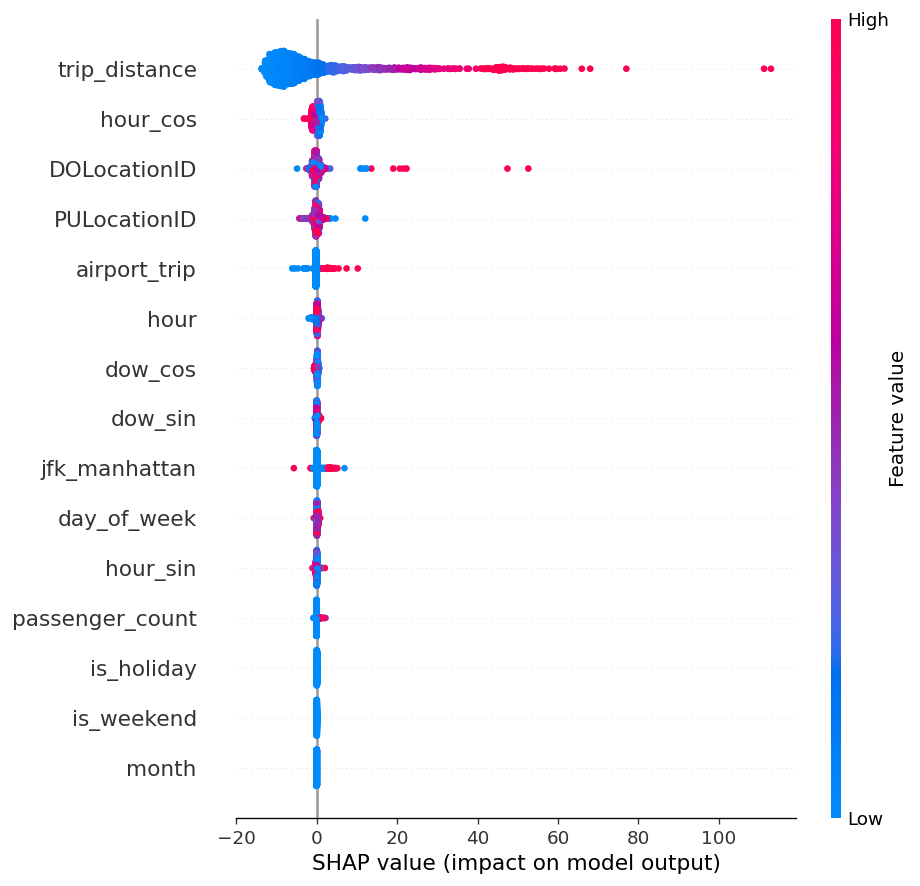 High
trip_distance
hour_cos
DOLocationID
PULocationID
airport_trip
hour
dow_cos
dow_sin
jfk_manhattan
day_of_week
hour_sin
passenger_count
is_holiday
is_weekend
month
Feature value
Low
−20 0 20 40 60 80 100
SHAP value (impact on model output)